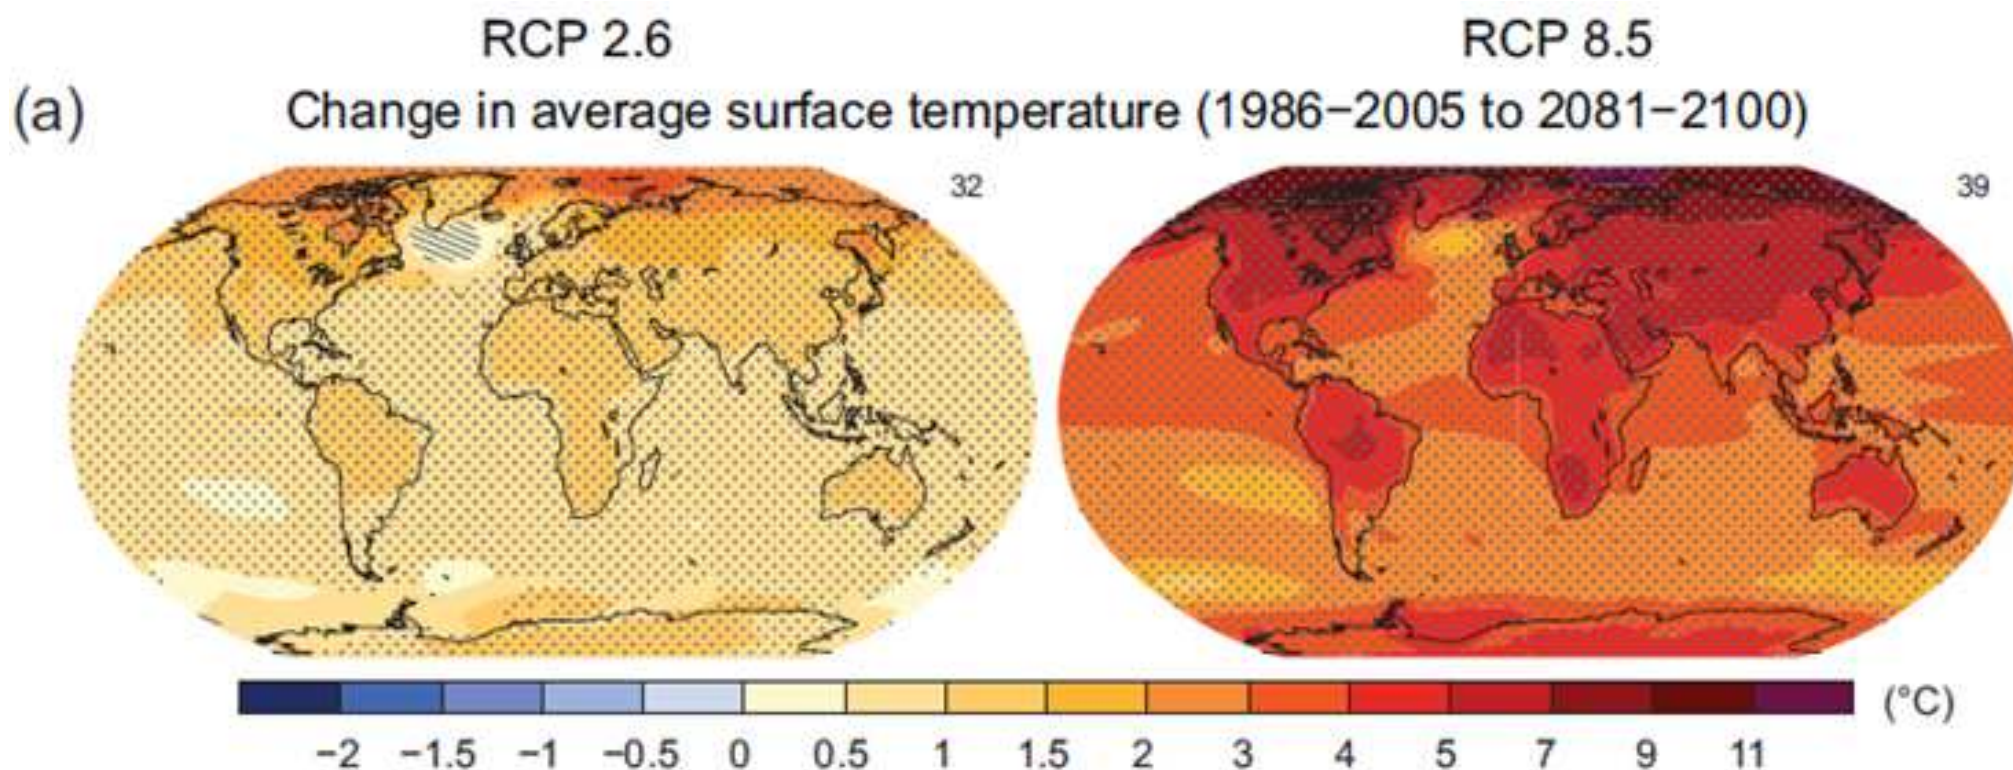 RCP 2.6 RCP 8.5
(a) Change in average surface temperature (1986−2005 to 2081−2100)
32 39
(°C)
−2 −1.5 −1 −0.5 0 0.5 1 1.5 2 3 4 5 7 9 11